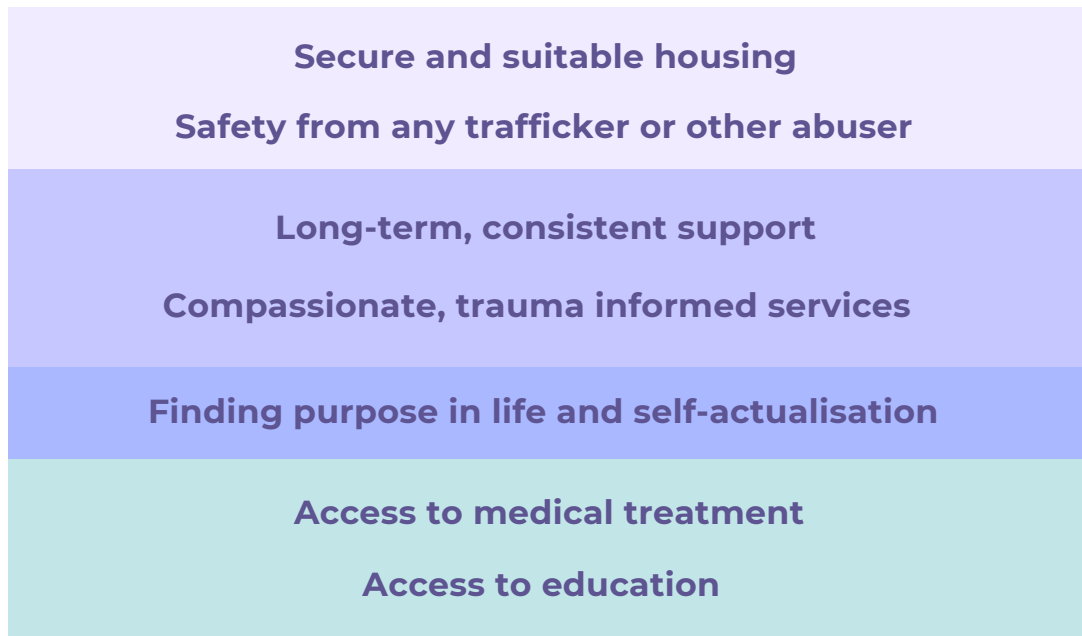 Secure and suitable housing
Safety from any trafficker or other abuser
Long-term, consistent support
Compassionate, trauma informed services
Finding purpose in life and self-actualisation
Access to medical treatment
Access to education